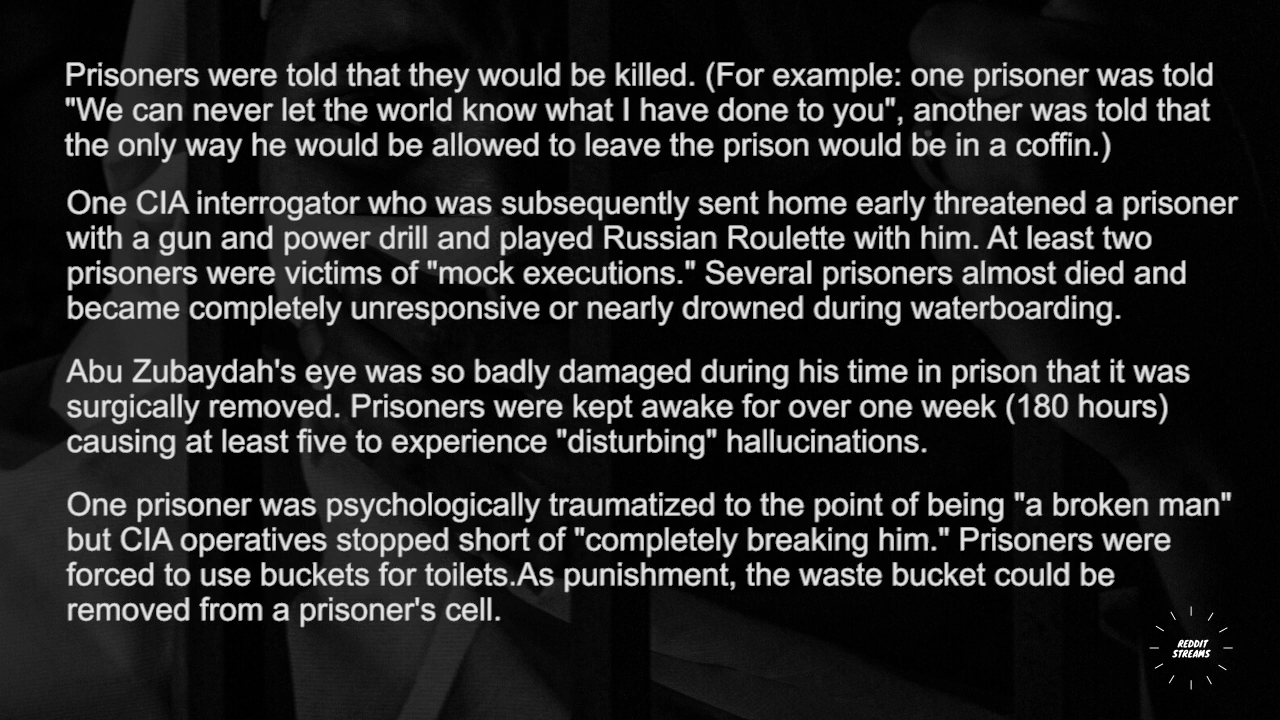 Prisoners were told that they would be killed. (For example: one prisoner was told
"We can never let the world know what I have done to you", another was told that
the only way he would be allowed to leave the prison would be in a coffin.)
One CIA interrogator who was subsequently sent home early threatened a prisoner
with a gun and power drill and played Russian Roulette with him. At least two
prisoners were victims of "mock executions." Several prisoners almost died and
became completely unresponsive or nearly drowned during waterboarding.
Abu Zubaydah's eye was so badly damaged during his time in prison that it was
surgically removed. Prisoners were kept awake for over one week (180 hours)
causing at least five to experience "disturbing" hallucinations.
One prisoner was psychologically traumatized to the point of being "a broken man"
but CIA operatives stopped short of "completely breaking him." Prisoners were
forced to use buckets for toilets.As punishment, the waste bucket could be
removed from a prisoner's cell.
REDDIT
STREAMS